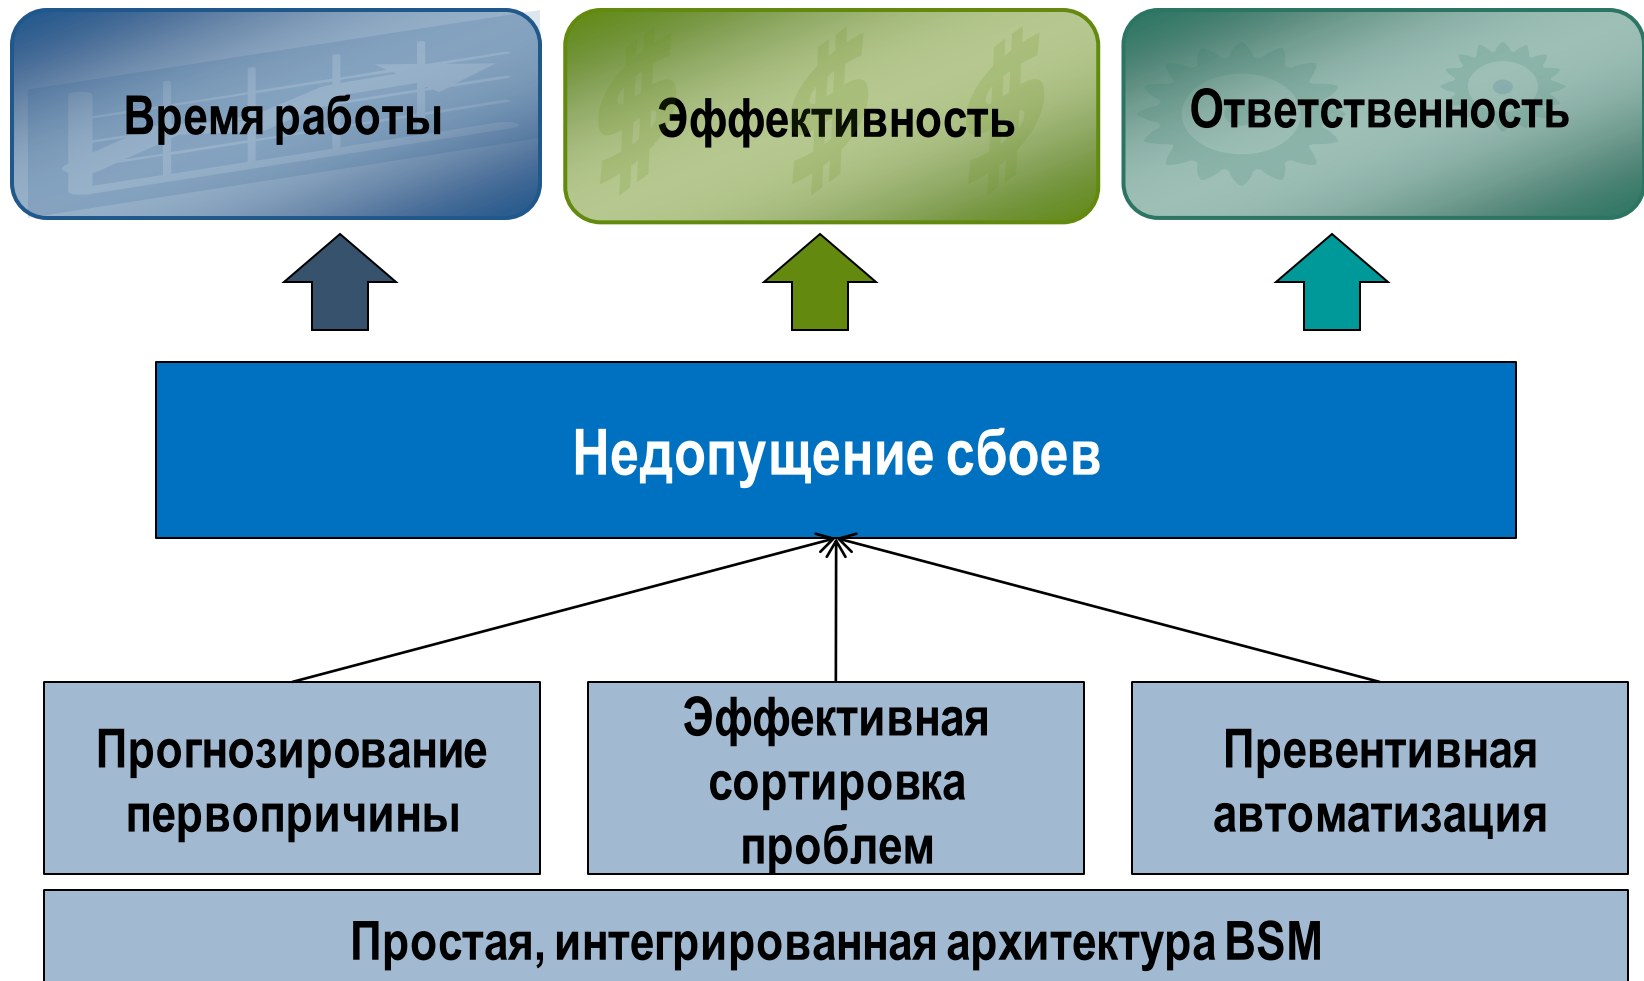 Время работы
Эффективность
Ответственность
Недопущение сбоев
Прогнозирование
первопричины
Эффективная
сортировка
проблем
Превентивная
автоматизация
Простая, интегрированная архитектура BSM